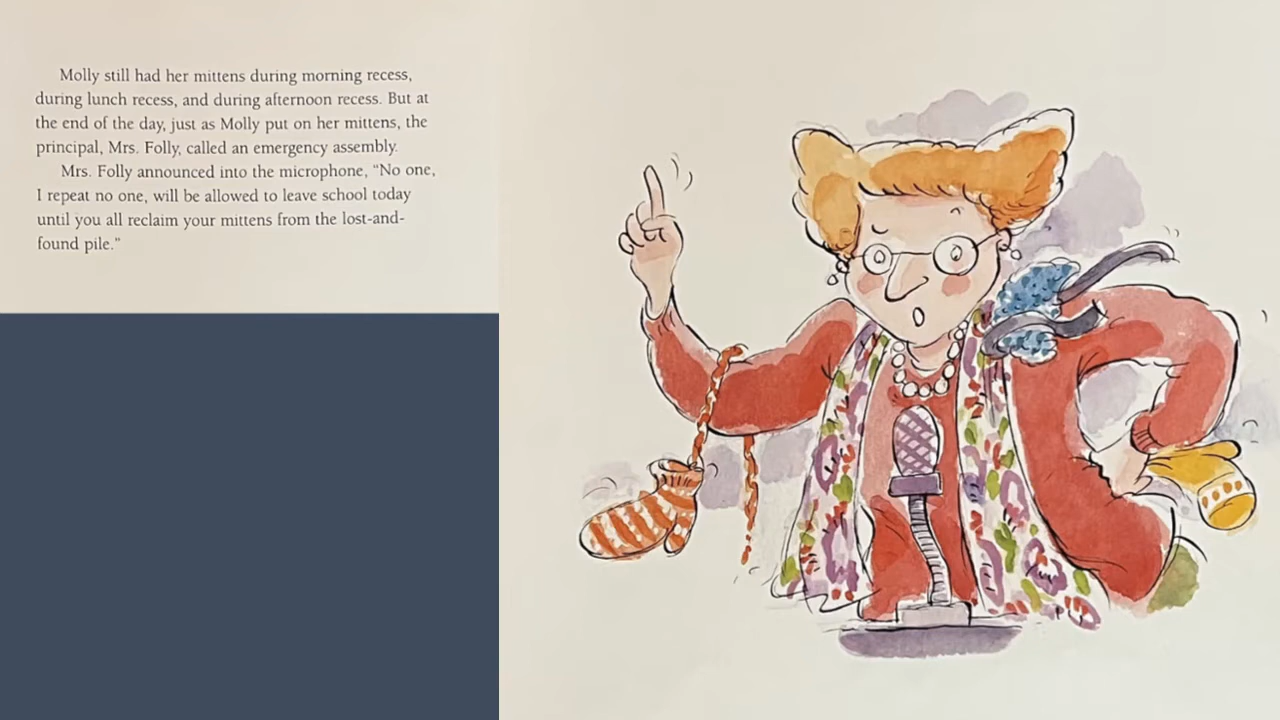 Molly still had her mittens during morning recess,
during lunch recess, and during afternoon recess. But at
the end of the day, just as Molly put on her mittens, the
principal, Mrs. Folly, called an emergency assembly.
Mrs. Folly announced into the microphone, “No one,
I repeat no one, will be allowed to leave school today
until you all reclaim your mittens from the lost-and-
found pile.”